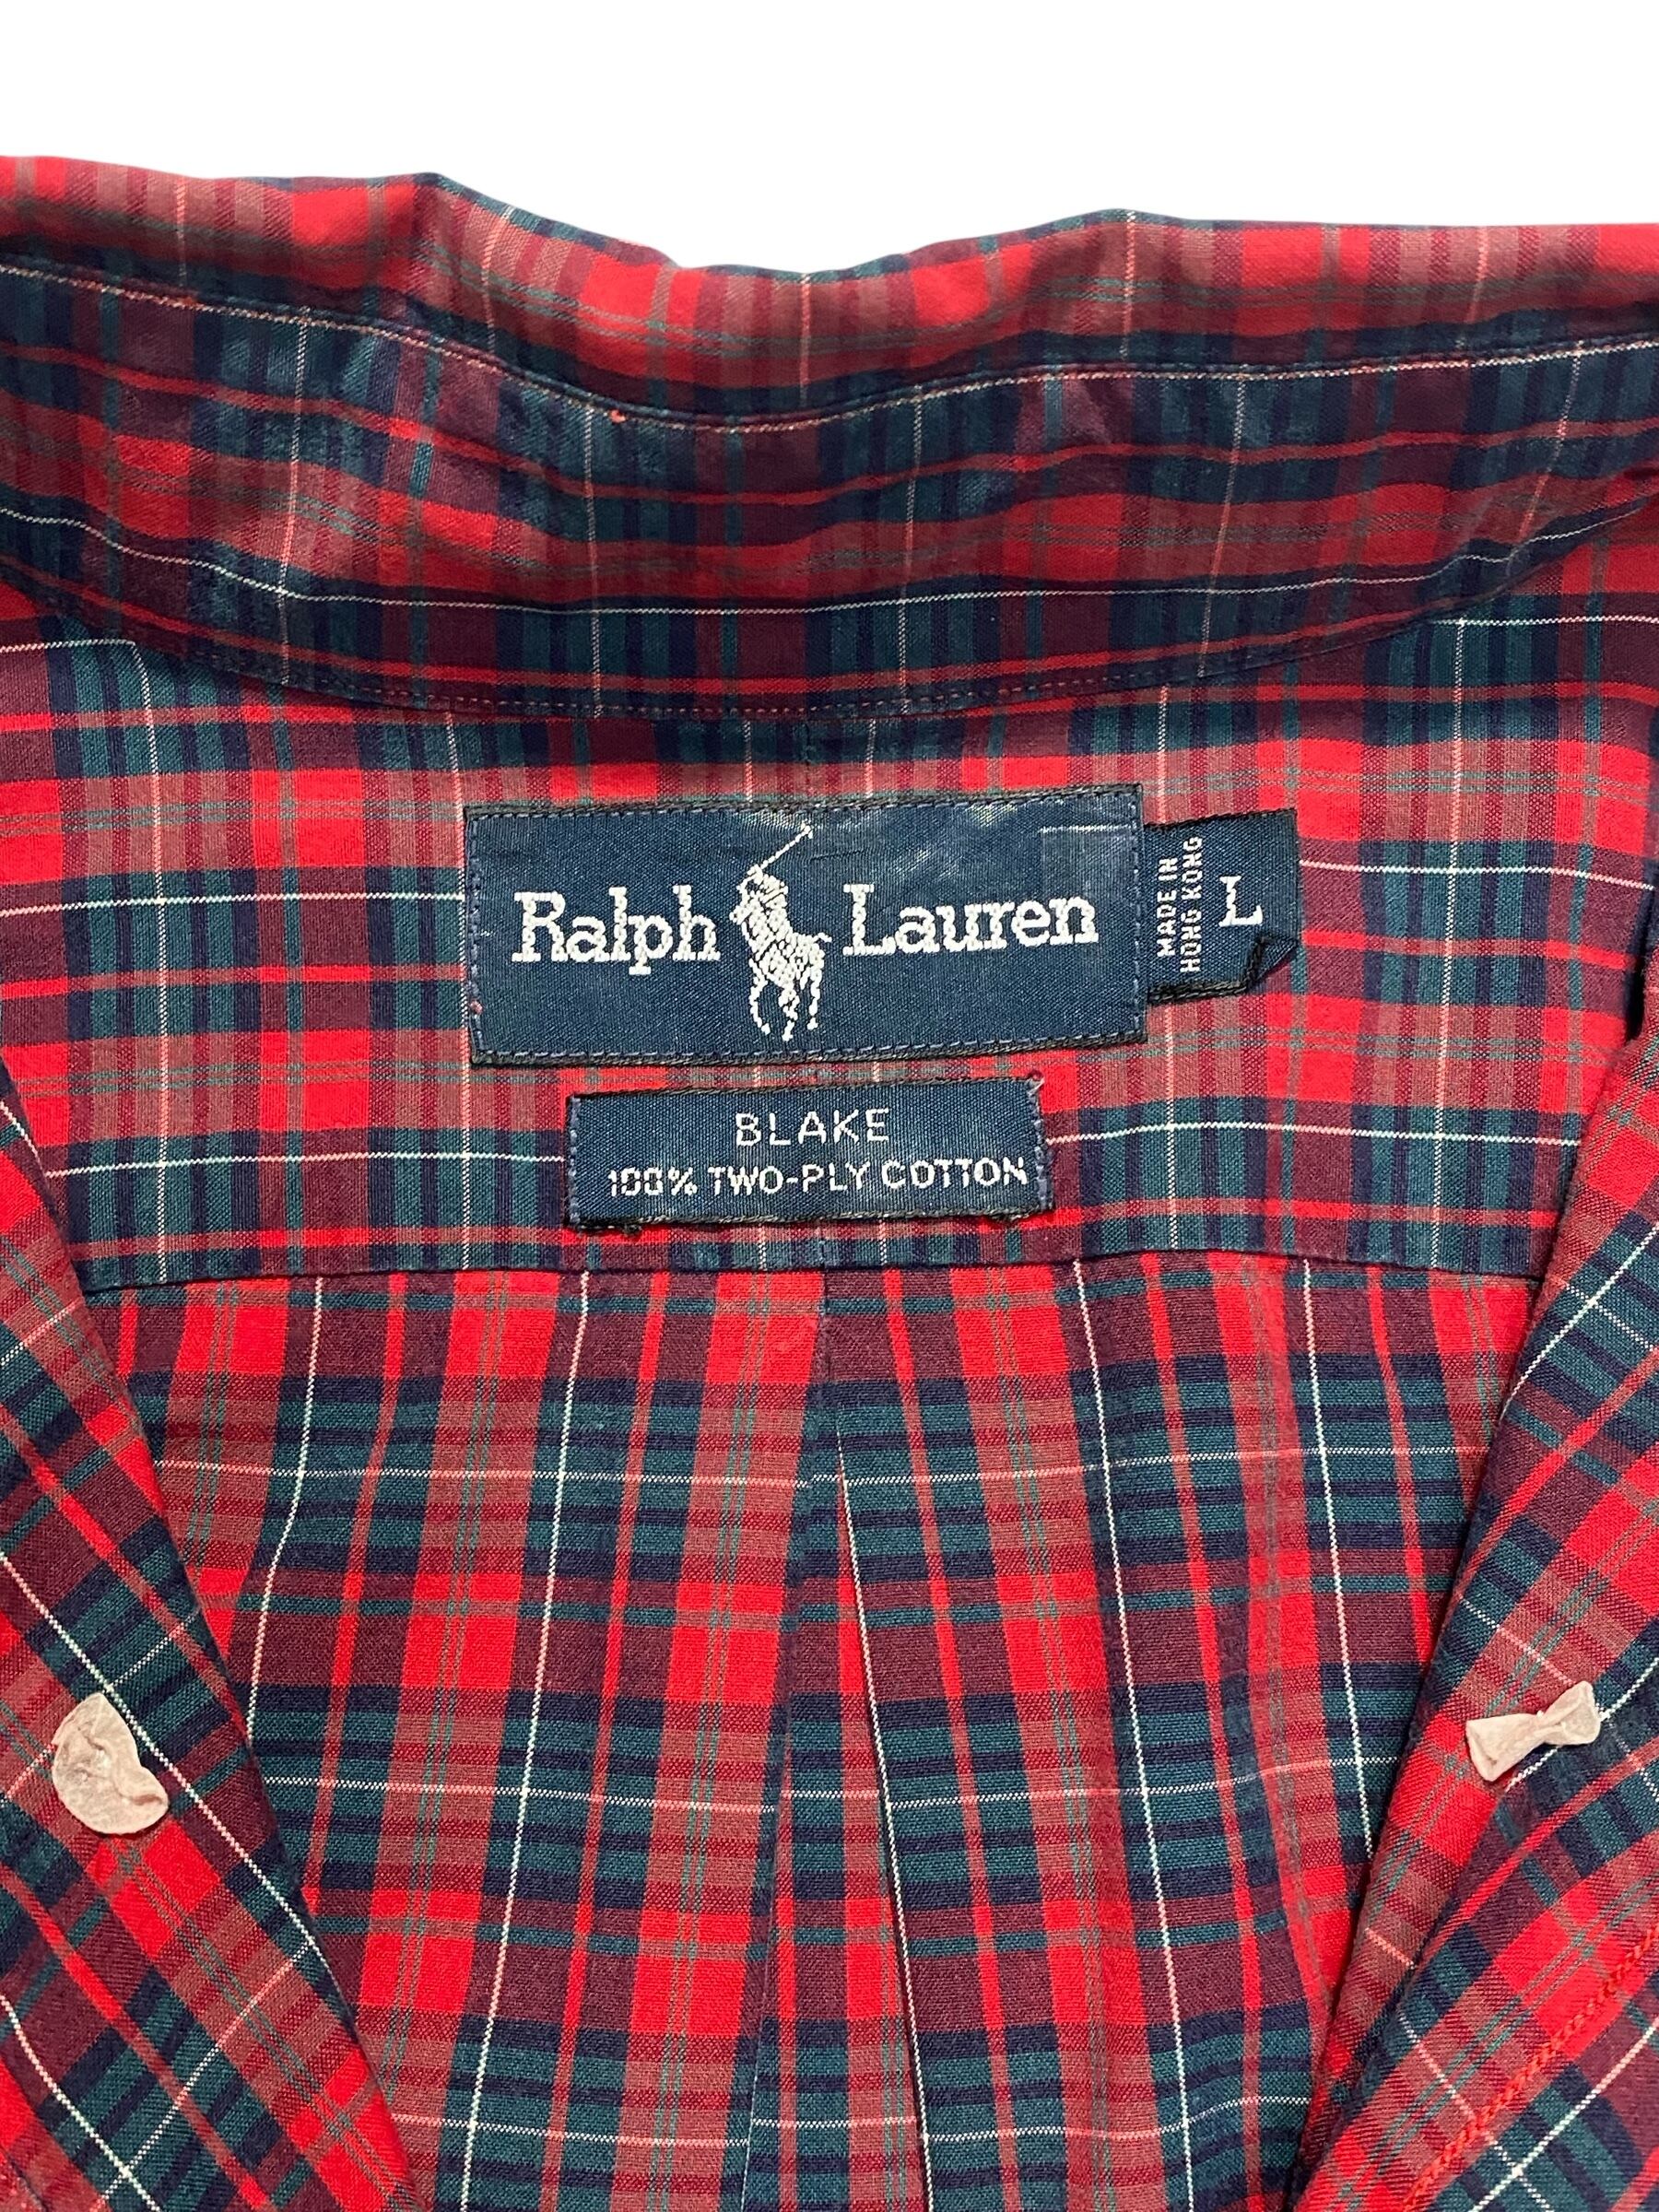 Ralph Lauren
MADE IN
HONG KONG
L
BLAKE
100% TWO-PLY COTTON